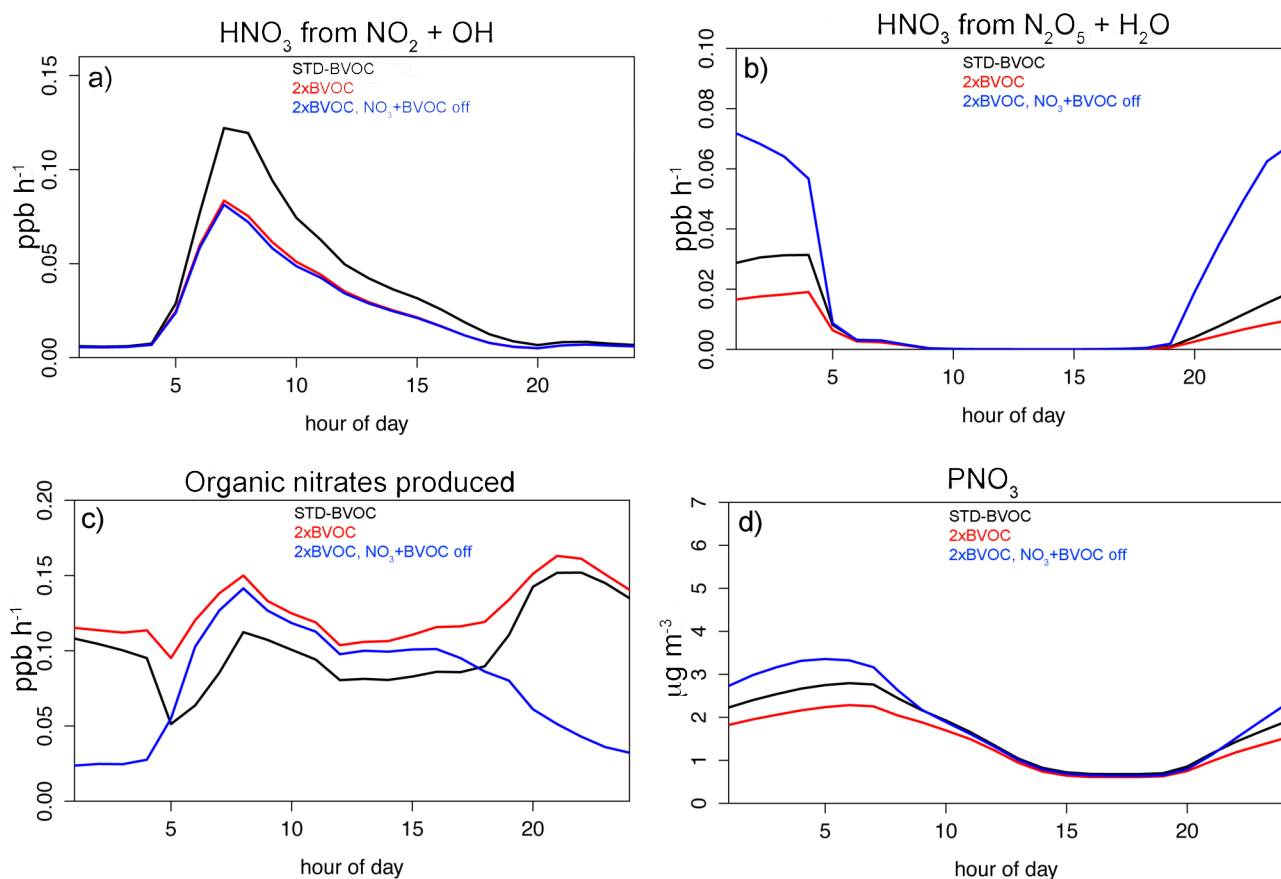 HNO₃ from NO₂ + OH
a)
STD-BVOC
2xBVOC
2xBVOC, NO₃+BVOC off
ppb h⁻¹
0.15
0.10
0.05
0.00
5 10 15 20
hour of day
HNO₃ from N₂O₅ + H₂O
b)
STD-BVOC
2xBVOC
2xBVOC, NO₃+BVOC off
ppb h⁻¹
0.10
0.08
0.06
0.04
0.02
0.00
5 10 15 20
hour of day
Organic nitrates produced
c)
STD-BVOC
2xBVOC
2xBVOC, NO₃+BVOC off
ppb h⁻¹
0.20
0.15
0.10
0.05
0.00
5 10 15 20
hour of day
PNO₃
d)
STD-BVOC
2xBVOC
2xBVOC, NO₃+BVOC off
μg m⁻³
7
6
5
4
3
2
1
0
5 10 15 20
hour of day